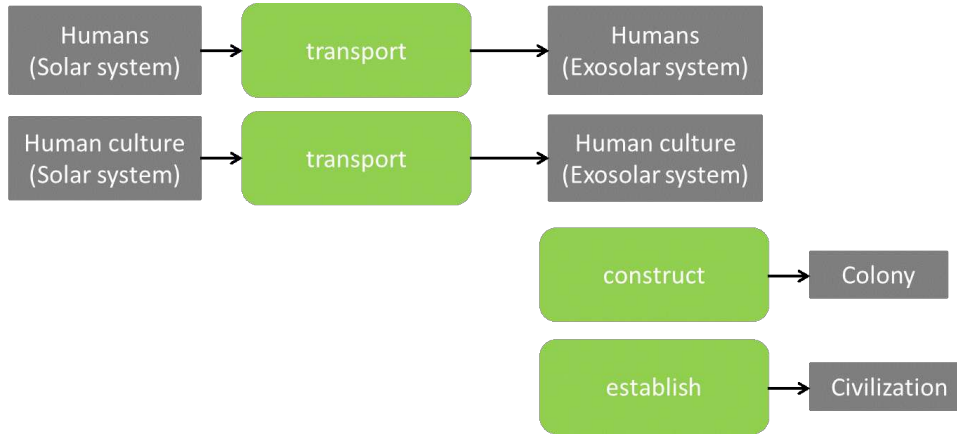 Humans
(Solar system)
transport
Humans
(Exosolar system)
Human culture
(Solar system)
transport
Human culture
(Exosolar system)
construct
Colony
establish
Civilization